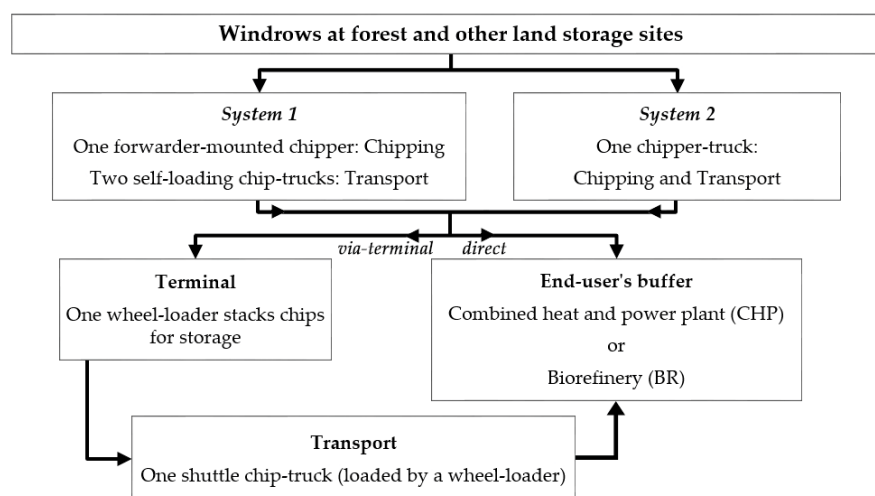 Windrows at forest and other land storage sites
System 1
One forwarder-mounted chipper: Chipping
Two self-loading chip-trucks: Transport
System 2
One chipper-truck:
Chipping and Transport
via-terminal
direct
Terminal
One wheel-loader stacks chips
for storage
End-user's buffer
Combined heat and power plant (CHP)
or
Biorefinery (BR)
Transport
One shuttle chip-truck (loaded by a wheel-loader)